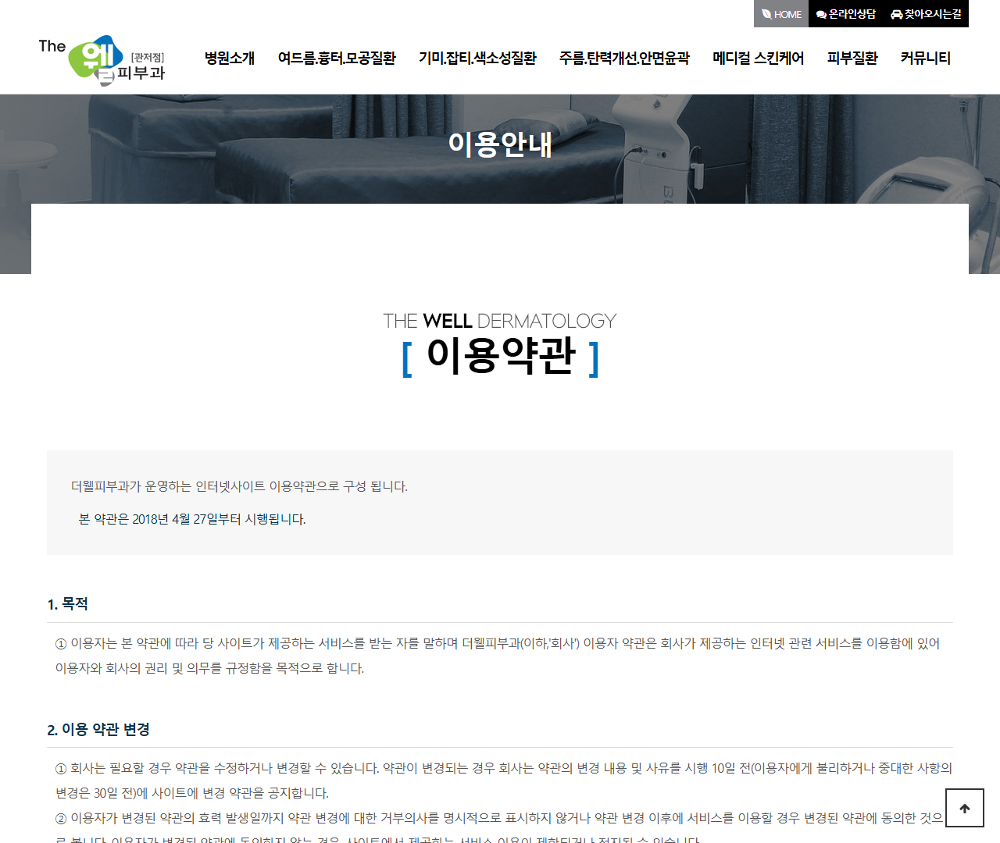 HOME 온라인상담 찾아오시는길
The 웰 피부과 [관저점]
병원소개 여드름.흉터.모공질환 기미.잡티.색소성질환 주름.탄력개선.안면윤곽 메디컬 스킨케어 피부질환 커뮤니티
이용안내
THE WELL DERMATOLOGY
[ 이용약관 ]
더웰피부과가 운영하는 인터넷사이트 이용약관으로 구성 됩니다.
본 약관은 2018년 4월 27일부터 시행됩니다.
1. 목적
① 이용자는 본 약관에 따라 당 사이트가 제공하는 서비스를 받는 자를 말하며 더웰피부과(이하,'회사') 이용자 약관은 회사가 제공하는 인터넷 관련 서비스를 이용함에 있어
이용자와 회사의 권리 및 의무를 규정함을 목적으로 합니다.
2. 이용 약관 변경
① 회사는 필요할 경우 약관을 수정하거나 변경할 수 있습니다. 약관이 변경되는 경우 회사는 약관의 변경 내용 및 사유를 시행 10일 전(이용자에게 불리하거나 중대한 사항의
변경은 30일 전)에 사이트에 변경 약관을 공지합니다.
② 이용자가 변경된 약관의 효력 발생일까지 약관 변경에 대한 거부의사를 명시적으로 표시하지 않거나 약관 변경 이후에 서비스를 이용할 경우 변경된 약관에 동의한 것으
로 봅니다. 이용자가 변경된 약관에 동의하지 않는 경우, 사이트에서 제공하는 서비스 이용이 제한되거나 정지될 수 있습니다.